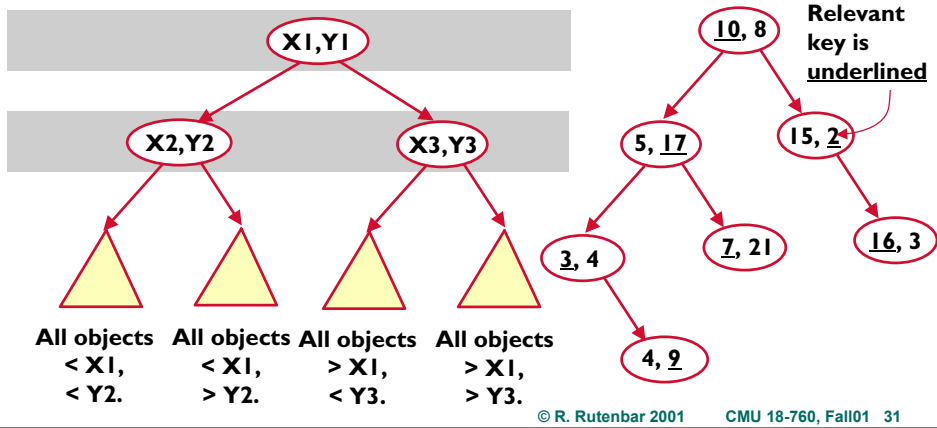 X1,Y1
X2,Y2
X3,Y3
All objects
< X1,
< Y2.
All objects
< X1,
> Y2.
All objects
> X1,
< Y3.
All objects
> X1,
> Y3.
10, 8
Relevant
key is
underlined
5, 17
15, 2
3, 4
7, 21
16, 3
4, 9
© R. Rutenbar 2001 CMU 18-760, Fall01 31